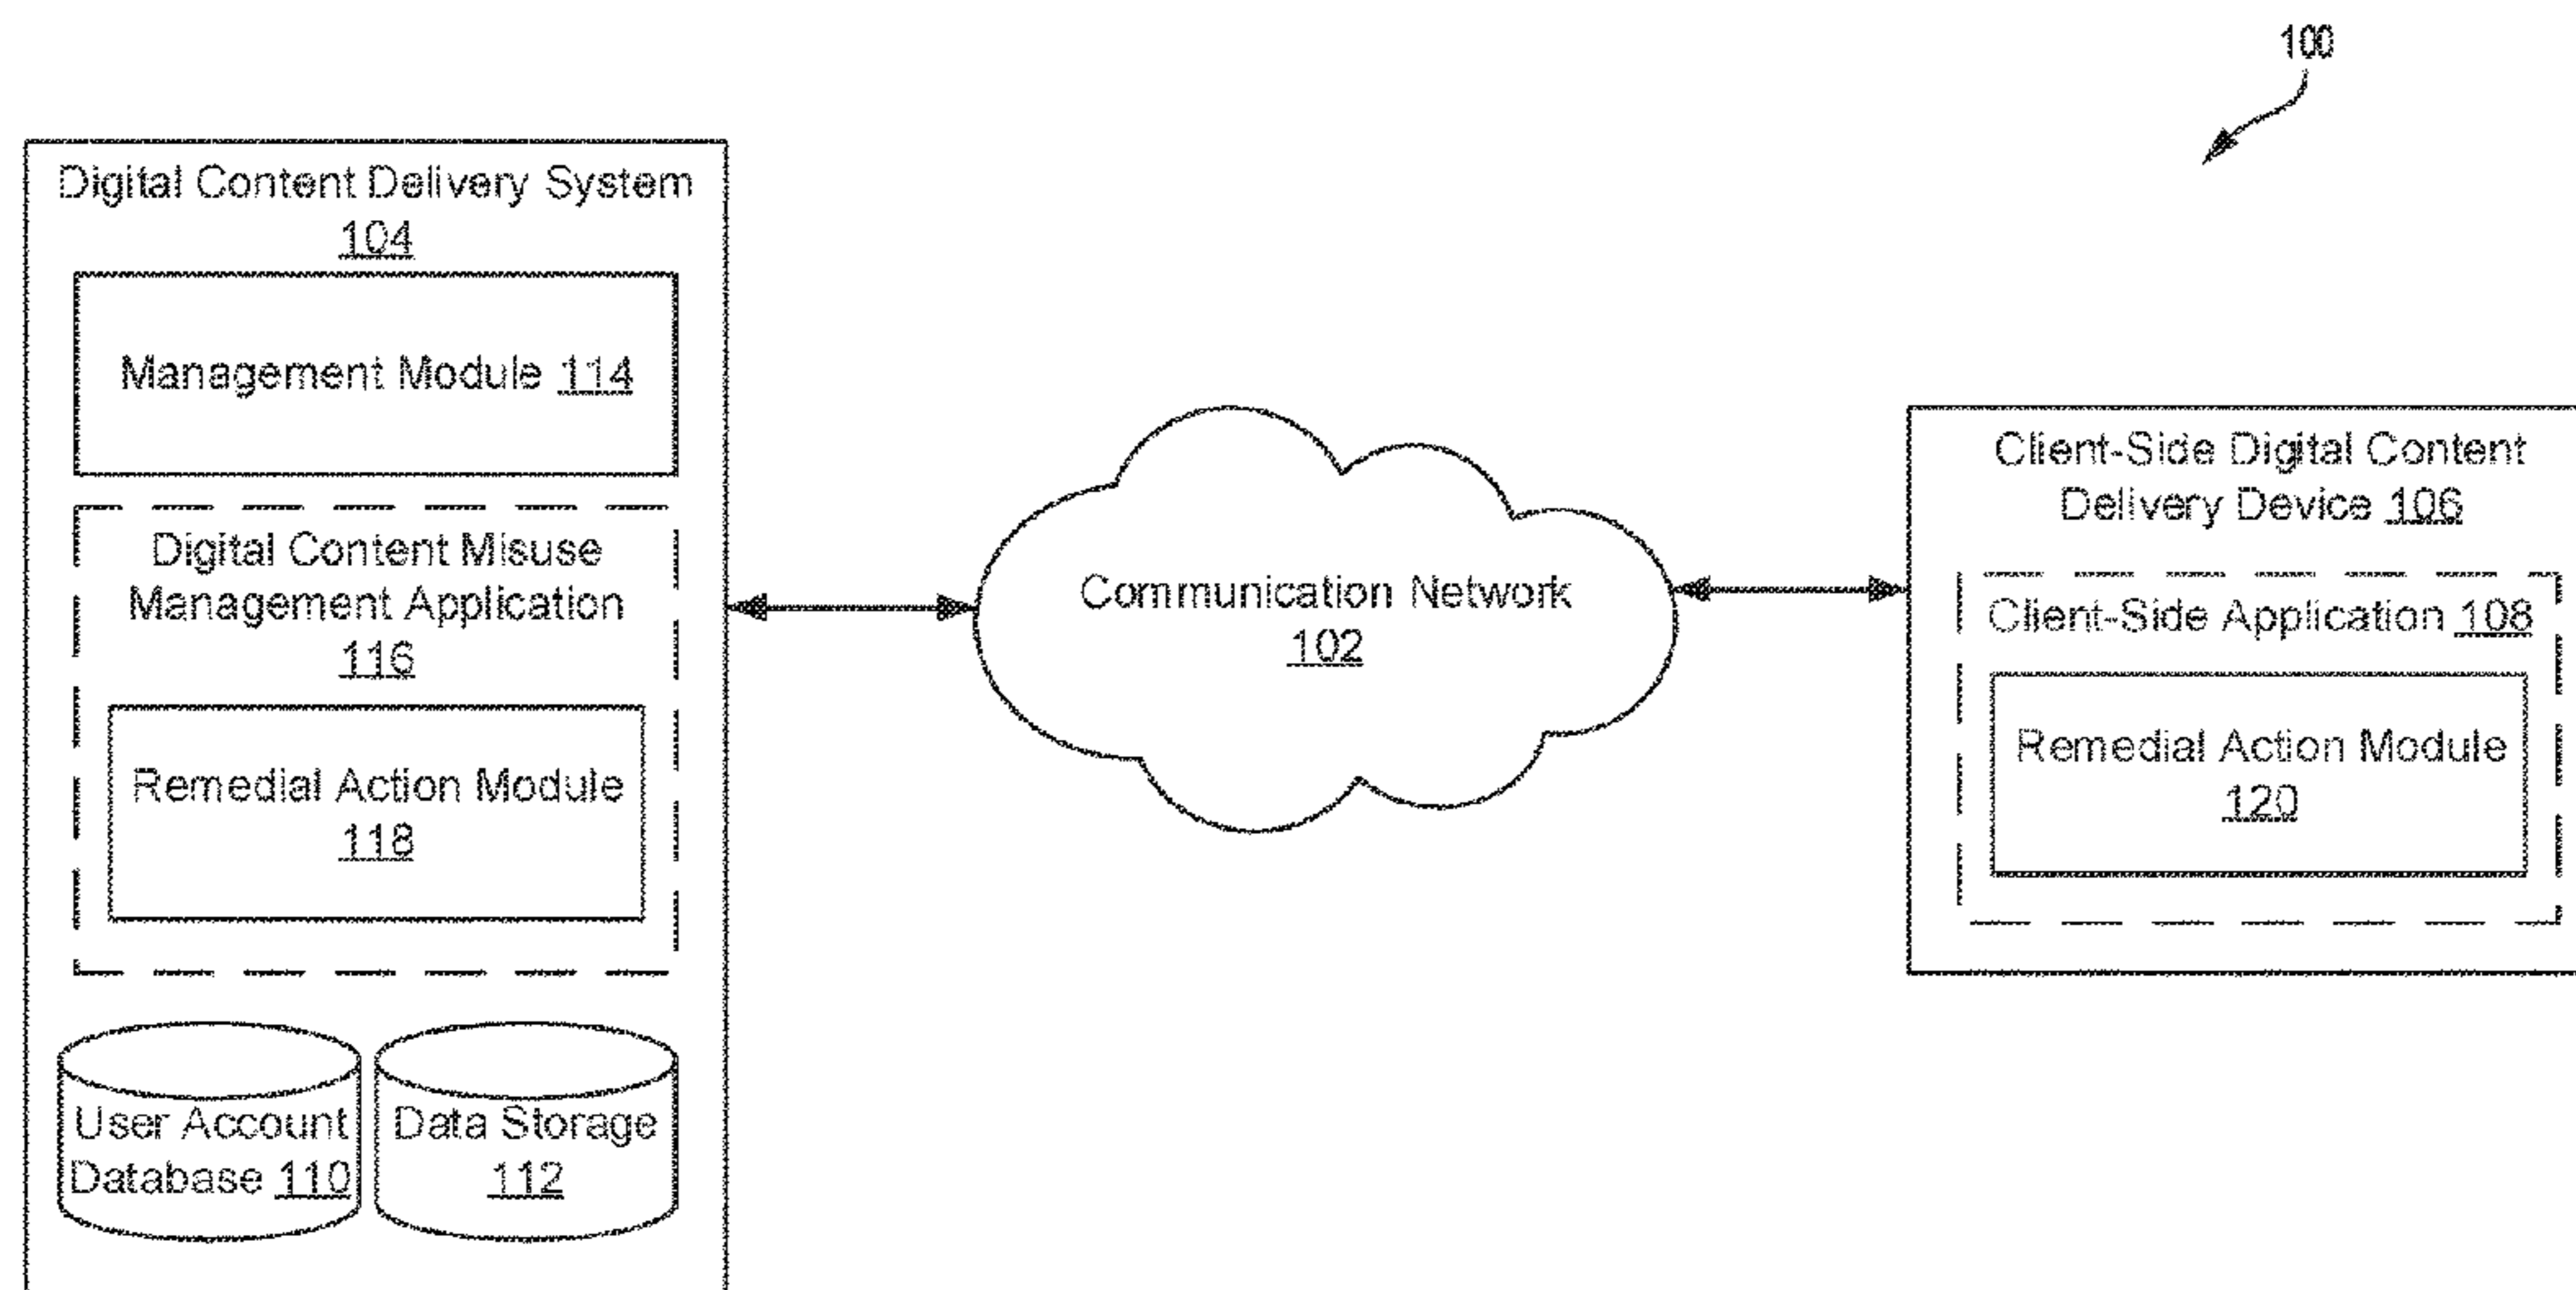 100
Digital Content Delivery System
104
Management Module 114
Digital Content Misuse
Management Application
116
Remedial Action Module
118
User Account
Database 110
Data Storage
112
Communication Network
102
Client-Side Digital Content
Delivery Device 106
Client-Side Application 108
Remedial Action Module
120